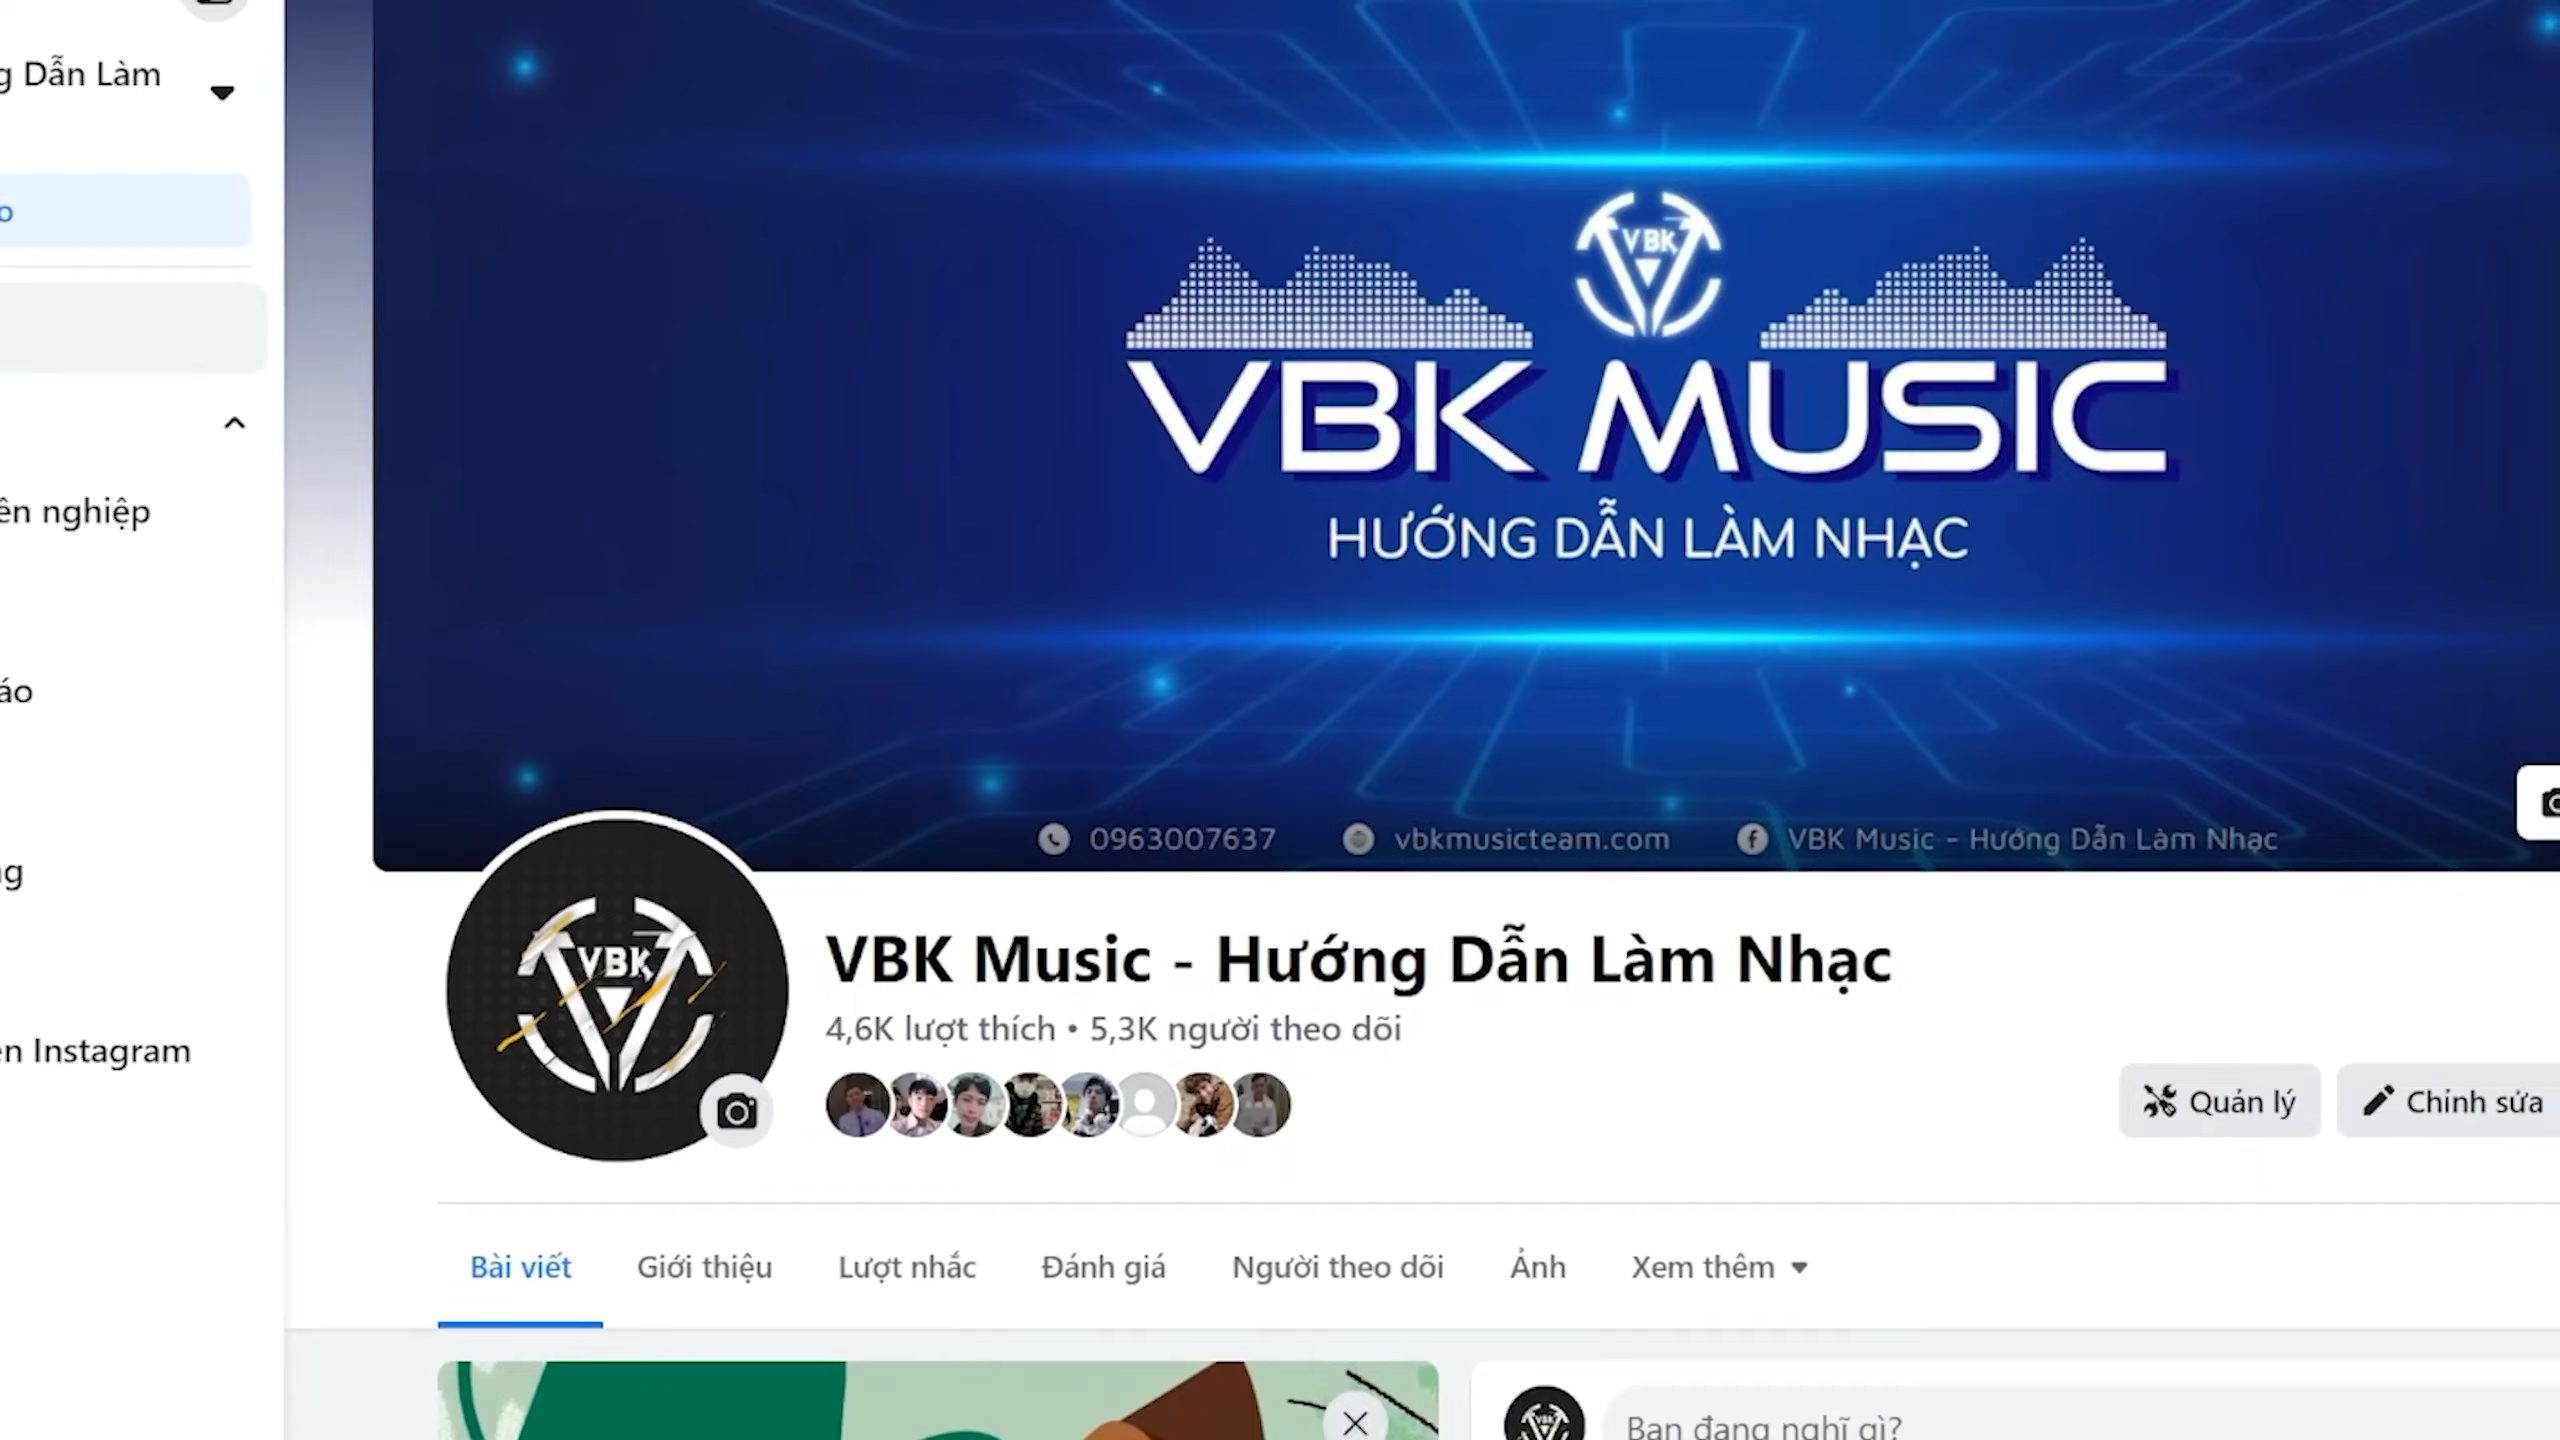 g Dẫn Làm
o
ên nghiệp
áo
ng
ên Instagram
VBK
VBK MUSIC
HƯỚNG DẪN LÀM NHẠC
0963007637 vbkmusicteam.com VBK Music - Hướng Dẫn Làm Nhạc
VBK
VBK Music - Hướng Dẫn Làm Nhạc
4,6K lượt thích • 5,3K người theo dõi
Quản lý Chỉnh sửa
Bài viết Giới thiệu Lượt nhắc Đánh giá Người theo dõi Ảnh Xem thêm
VBK
Bạn đang nghĩ gì?